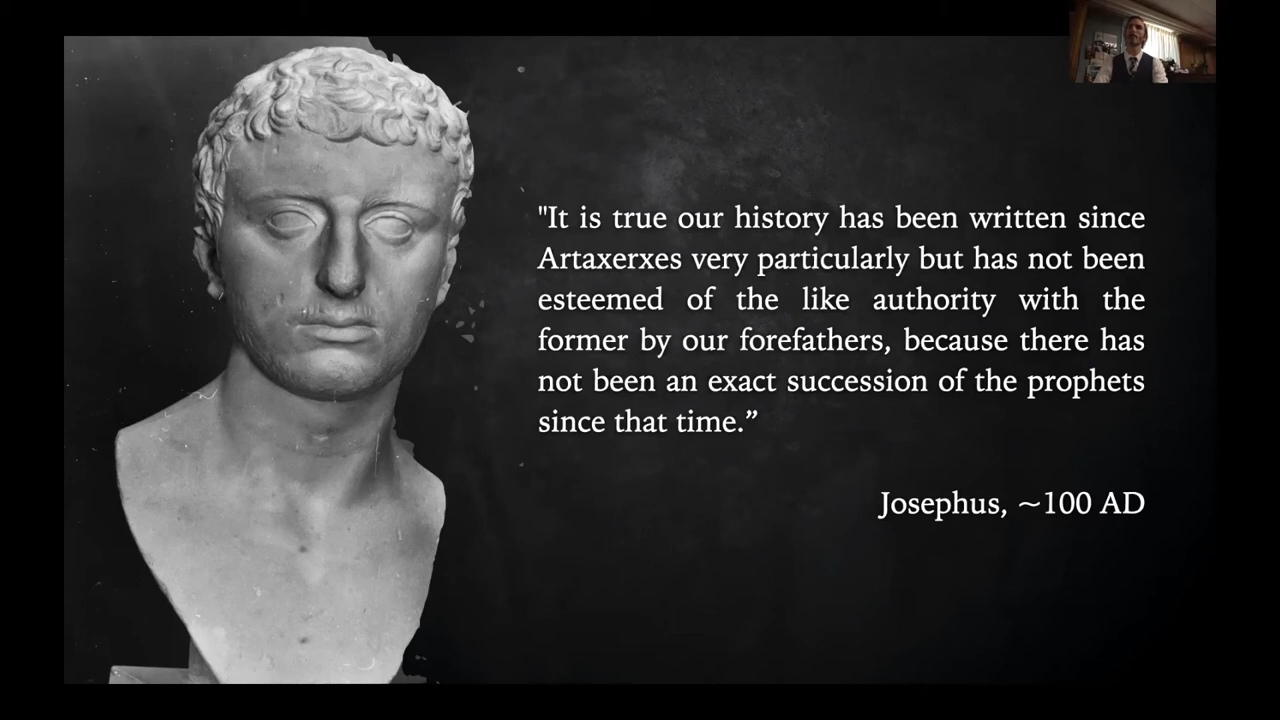 "It is true our history has been written since
Artaxerxes very particularly but has not been
esteemed of the like authority with the
former by our forefathers, because there has
not been an exact succession of the prophets
since that time.”
Josephus, ~100 AD